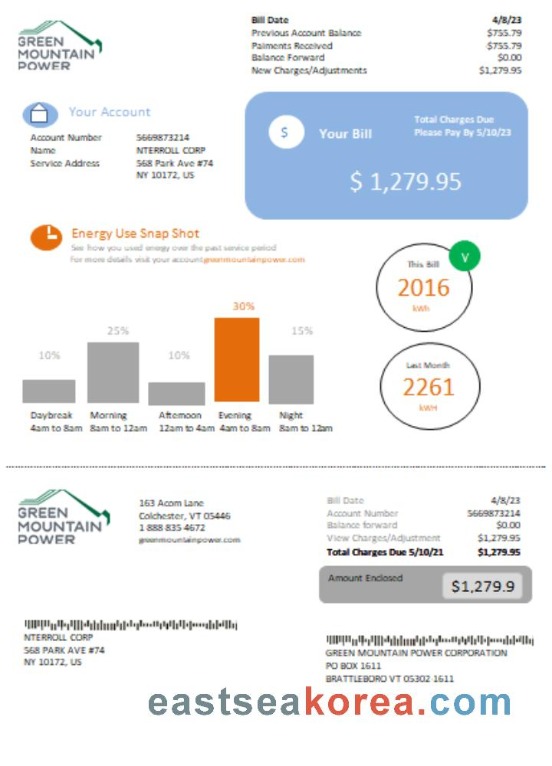 GREEN
MOUNTAIN
POWER
Bill Date 4/8/23
Previous Account Balance $755.79
Paiments Received -$755.79
Balance Forward $0.00
New Charges/Adjustments $1,279.95
Your Account
Account Number 5669873214
Name NTERROLL CORP
Service Address 568 Park Ave #74
NY 10172, US
$ Your Bill
Total Charges Due
Please Pay By 5/10/23
$ 1,279.95
Energy Use Snap Shot
See how you used energy over the past service period
For more details visit your accountgreenmountainpower.com
This Bill
V
2016
kWh
Last Month
2261
kWH
10% 25% 10% 30% 15%
Daybreak Morning Afternoon Evening Night
4am to 8am 8am to 12am 12am to 4am 4am to 8am 8am to 12am
GREEN
MOUNTAIN
POWER
163 Acorn Lane
Colchester, VT 05446
1 888 835 4672
greenmountainpower.com
Bill Date 4/8/23
Account Number 5669873214
Balance forward $0.00
View Charges/Adjustment $1,279.95
Total Charges Due 5/10/21 $1,279.95
Amount Enclosed $1,279.9
NTERROLL CORP
568 PARK AVE #74
NY 10172, US
GREEN MOUNTAIN POWER CORPORATION
PO BOX 1611
BRATTLEBORO VT 05302 1611
eastseakorea.com